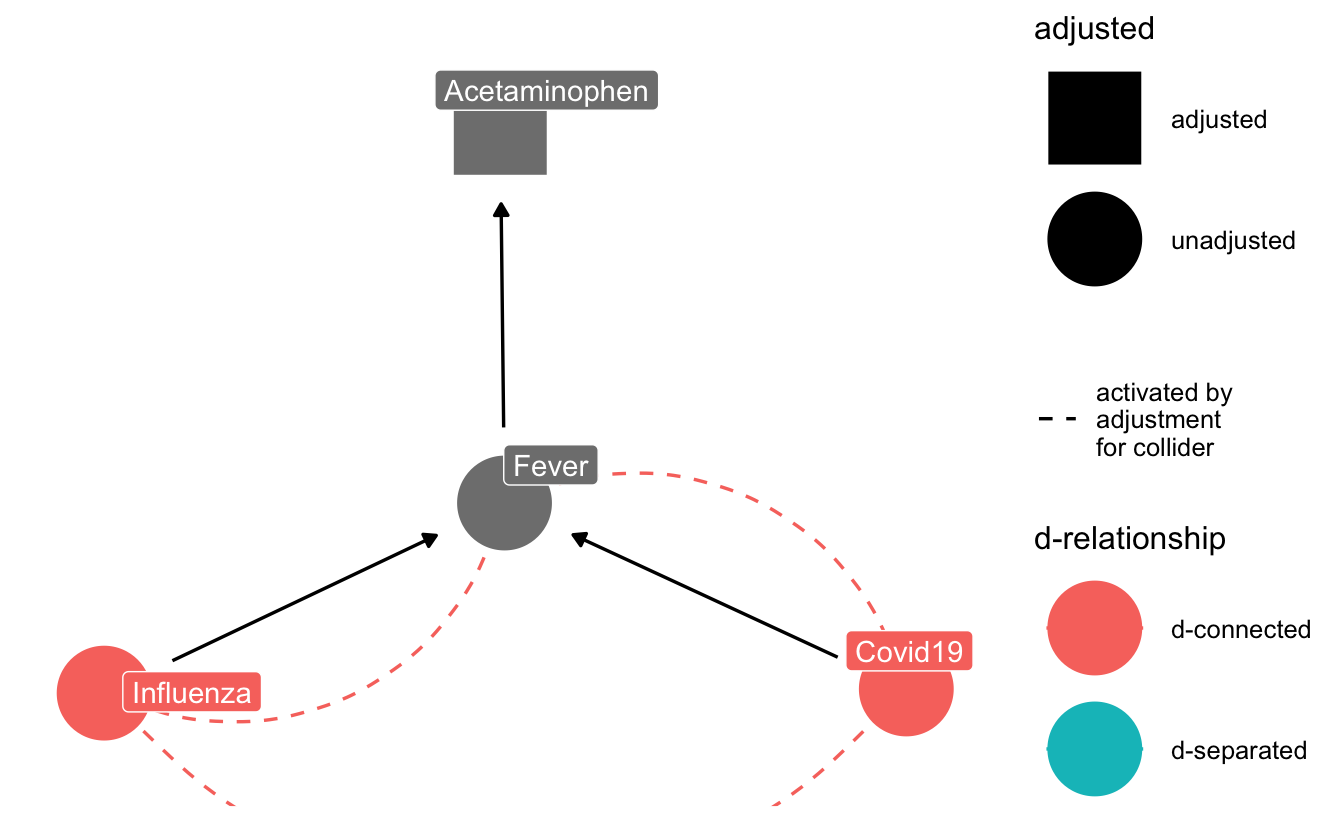 Acetaminophen
Fever
Influenza
Covid19
adjusted
adjusted
unadjusted
activated by
adjustment
for collider
d-relationship
d-connected
d-separated